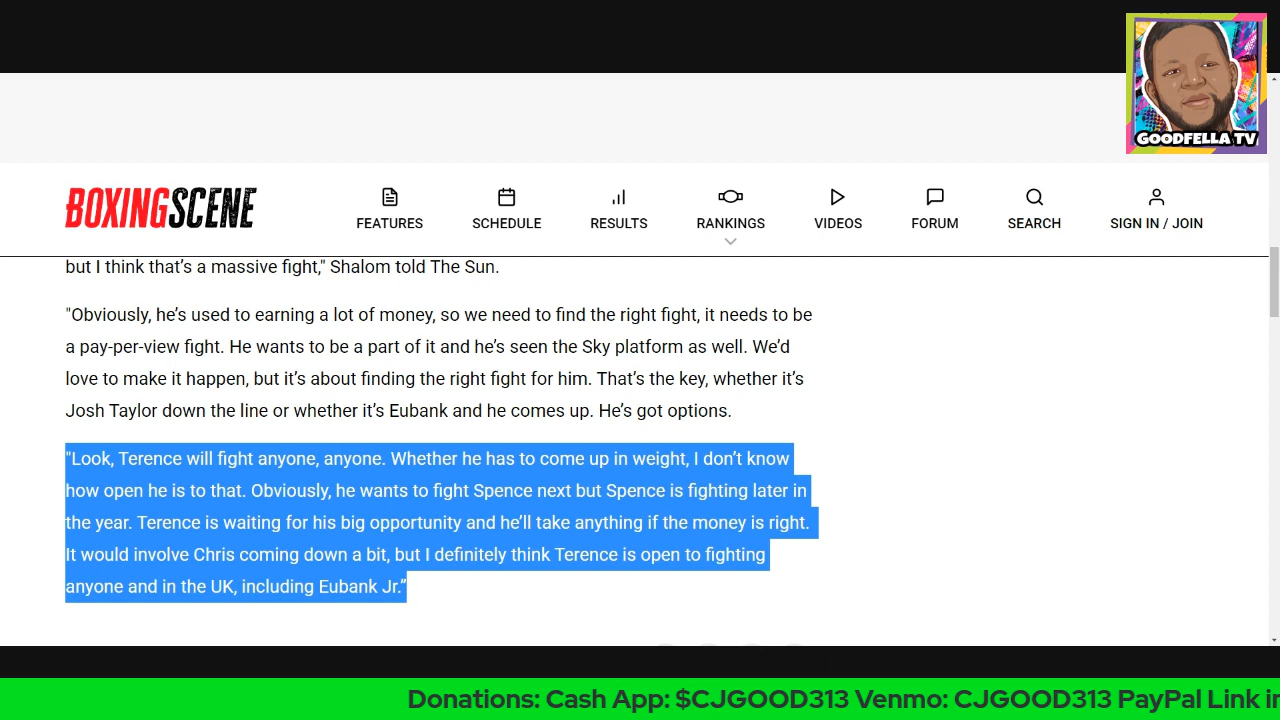 GOODFELLA TV
BOXINGSCENE
FEATURES
SCHEDULE
RESULTS
RANKINGS
VIDEOS
FORUM
SEARCH
SIGN IN / JOIN
but I think that’s a massive fight," Shalom told The Sun.
"Obviously, he’s used to earning a lot of money, so we need to find the right fight, it needs to be
a pay-per-view fight. He wants to be a part of it and he’s seen the Sky platform as well. We’d
love to make it happen, but it’s about finding the right fight for him. That’s the key, whether it’s
Josh Taylor down the line or whether it’s Eubank and he comes up. He’s got options.
"Look, Terence will fight anyone, anyone. Whether he has to come up in weight, I don’t know
how open he is to that. Obviously, he wants to fight Spence next but Spence is fighting later in
the year. Terence is waiting for his big opportunity and he’ll take anything if the money is right.
It would involve Chris coming down a bit, but I definitely think Terence is open to fighting
anyone and in the UK, including Eubank Jr.”
Donations: Cash App: $CJGOOD313 Venmo: CJGOOD313 PayPal Link in